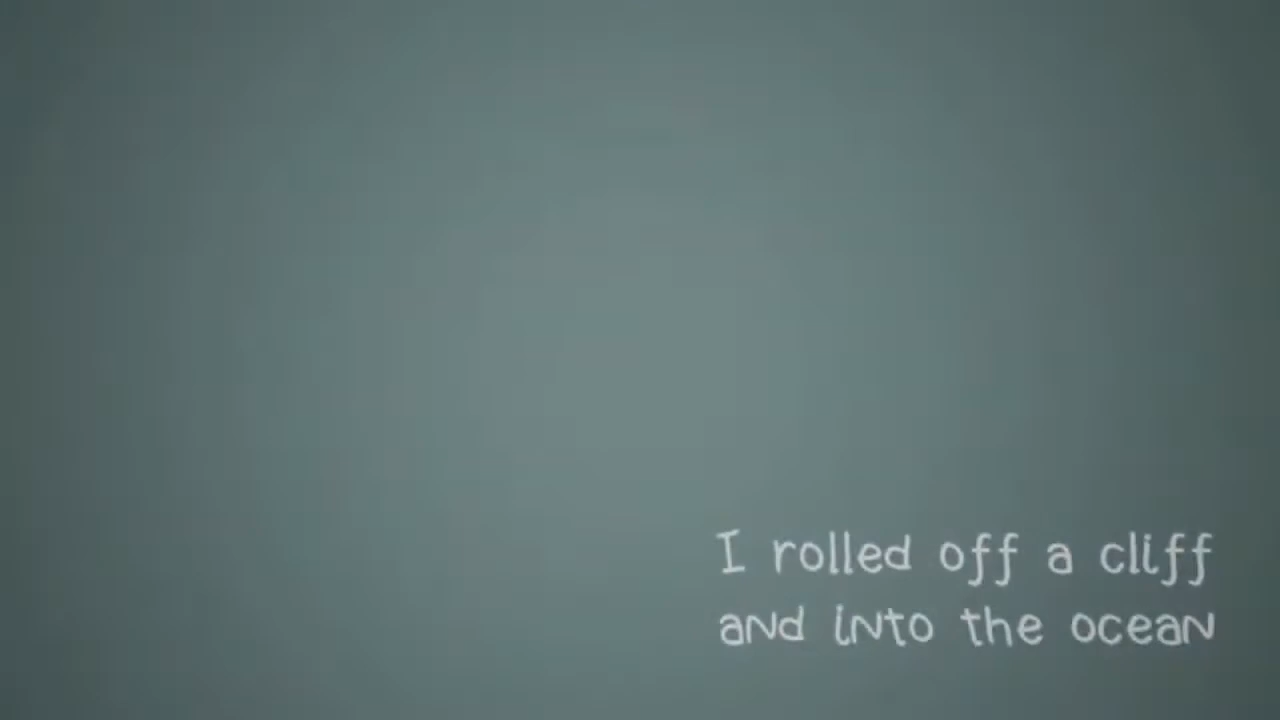 I rolled off a cliff
and into the ocean